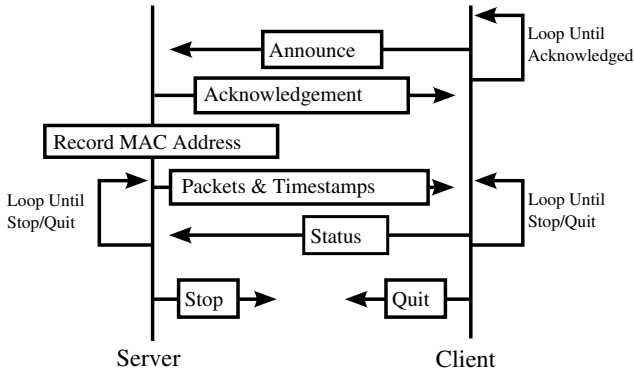 Loop Until
Acknowledged
Announce
Acknowledgement
Record MAC Address
Packets & Timestamps
Loop Until
Stop/Quit
Loop Until
Stop/Quit
Status
Stop
Quit
Server
Client